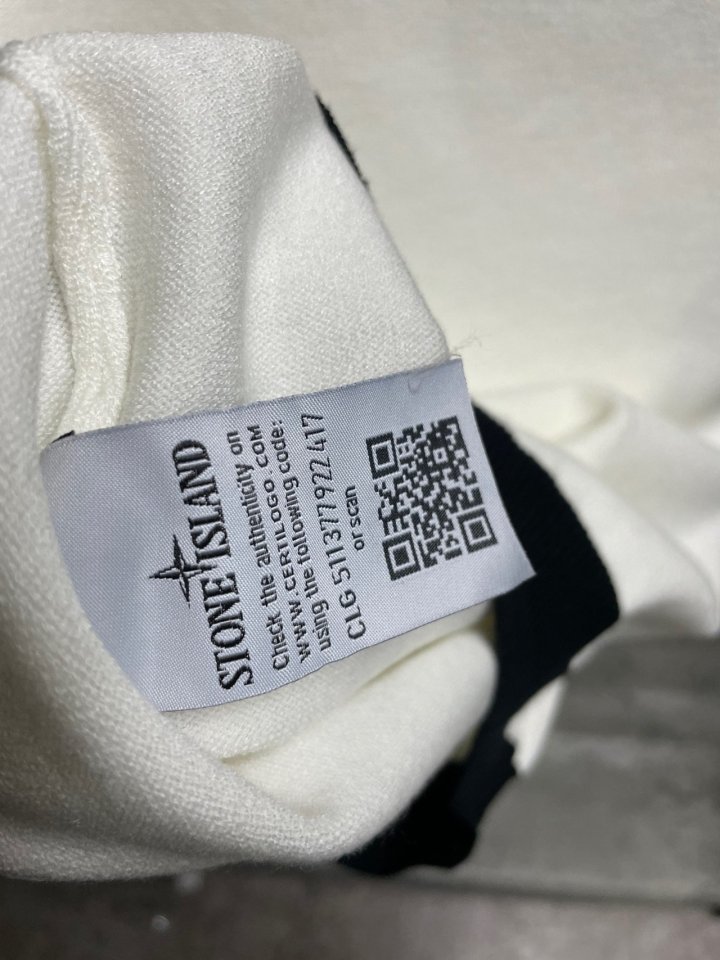 STONE ISLAND
Check the authenticity on
WWW.CERTILOGO.COM
using the following code:
CLG 511377922417
or scan